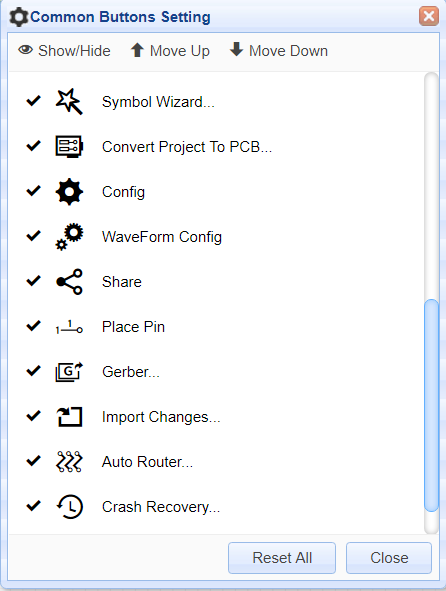 Common Buttons Setting
Show/Hide Move Up Move Down
Symbol Wizard...
Convert Project To PCB...
Config
WaveForm Config
Share
1 1 Place Pin
G Gerber...
Import Changes...
Auto Router...
Crash Recovery...
Reset All Close